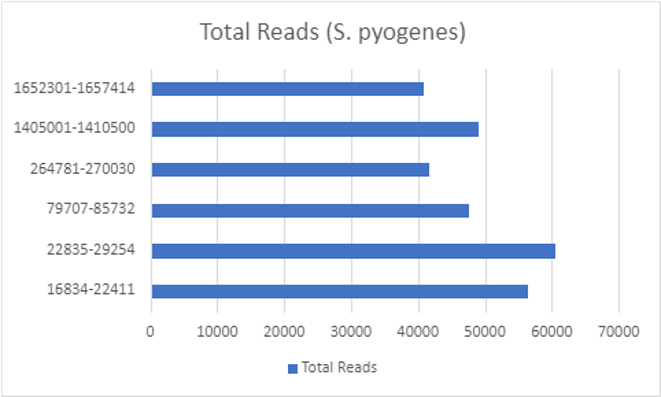 Total Reads (S. pyogenes)
1652301-1657414
1405001-1410500
264781-270030
79707-85732
22835-29254
16834-22411
0 10000 20000 30000 40000 50000 60000 70000
Total Reads